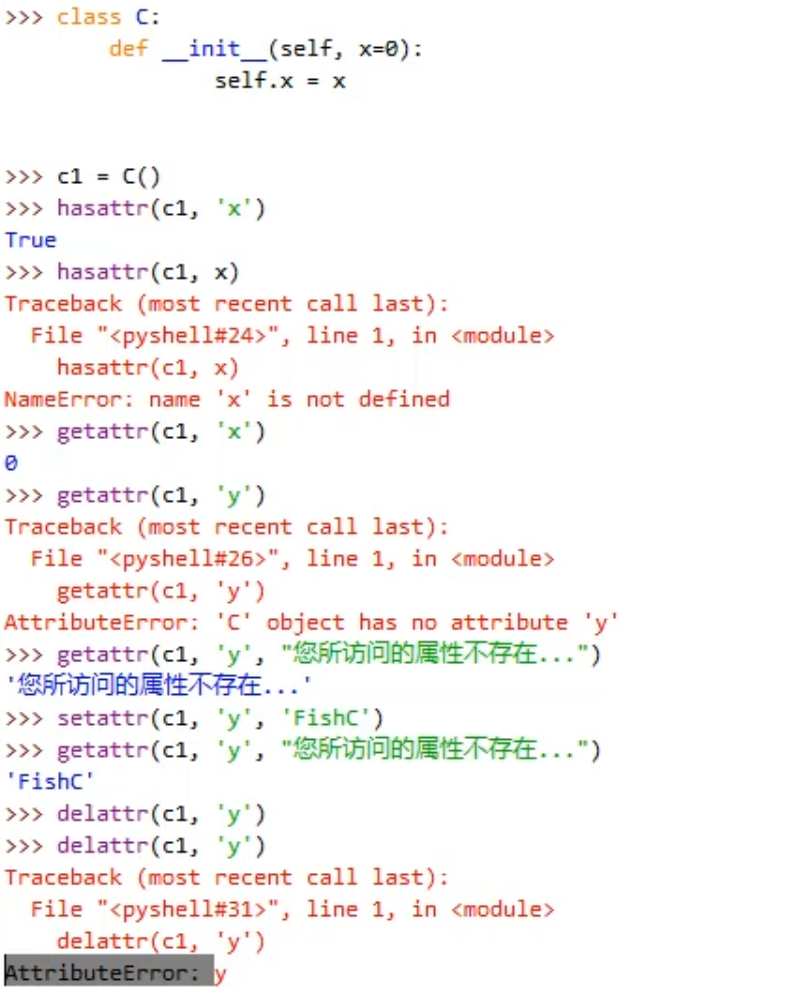 >>> class C:
        def __init__(self, x=0):
                self.x = x
>>> c1 = C()
>>> hasattr(c1, 'x')
True
>>> hasattr(c1, x)
Traceback (most recent call last):
  File "<pyshell#24>", line 1, in <module>
    hasattr(c1, x)
NameError: name 'x' is not defined
>>> getattr(c1, 'x')
0
>>> getattr(c1, 'y')
Traceback (most recent call last):
  File "<pyshell#26>", line 1, in <module>
    getattr(c1, 'y')
AttributeError: 'C' object has no attribute 'y'
>>> getattr(c1, 'y', "您所访问的属性不存在...")
'您所访问的属性不存在...'
>>> setattr(c1, 'y', 'FishC')
>>> getattr(c1, 'y', "您所访问的属性不存在...")
'FishC'
>>> delattr(c1, 'y')
>>> delattr(c1, 'y')
Traceback (most recent call last):
  File "<pyshell#31>", line 1, in <module>
    delattr(c1, 'y')
AttributeError: y